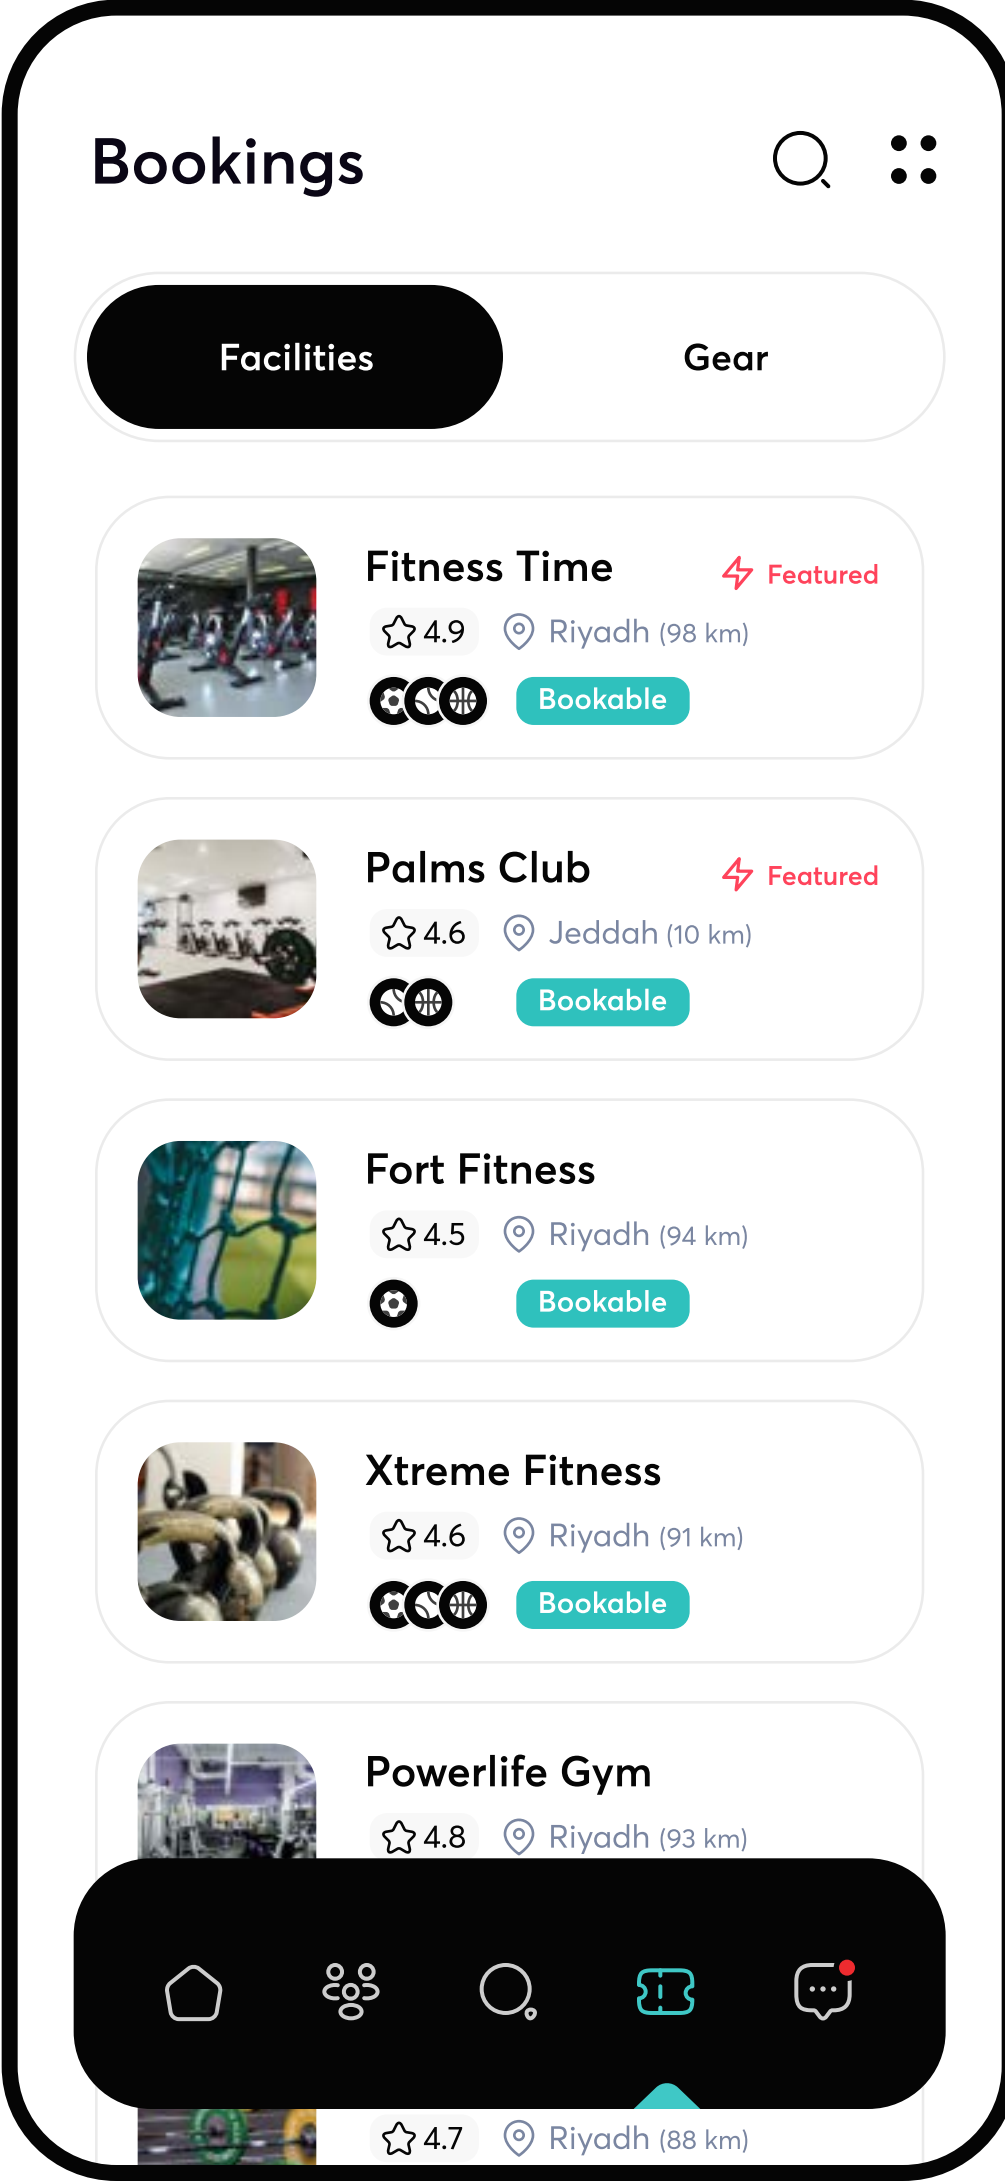 Bookings
Facilities
Gear
Fitness Time
Featured
4.9
Riyadh (98 km)
Bookable
Palms Club
Featured
4.6
Jeddah (10 km)
Bookable
Fort Fitness
4.5
Riyadh (94 km)
Bookable
Xtreme Fitness
4.6
Riyadh (91 km)
Bookable
Powerlife Gym
4.8
Riyadh (93 km)
4.7
Riyadh (88 km)